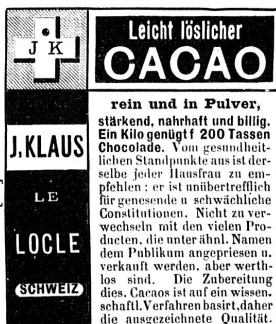 J K
J. KLAUS
LE
LOCLE
SCHWEIZ
Leicht löslicher
CACAO
rein und in Pulver,
stärkend, nahrhaft und billig.
Ein Kilo genügt f 200 Tassen
Chocolade. Vom gesundheit-
lichen Standpunkte aus ist der-
selbe jeder Hausfrau zu em-
pfehlen; er ist unübertrefflich
für genesende u schwächliche
Constitutionen. Nicht zu ver-
wechseln mit den vielen Pro-
ducten, die unter ähnl. Namen
dem Publikum angepriesen u.
verkauft werden, aber werth-
los sind. Die Zubereitung
dies. Cacaos ist auf ein wissen.
schaftl. Verfahren basirt, daher
die ausgezeichnete Qualität.